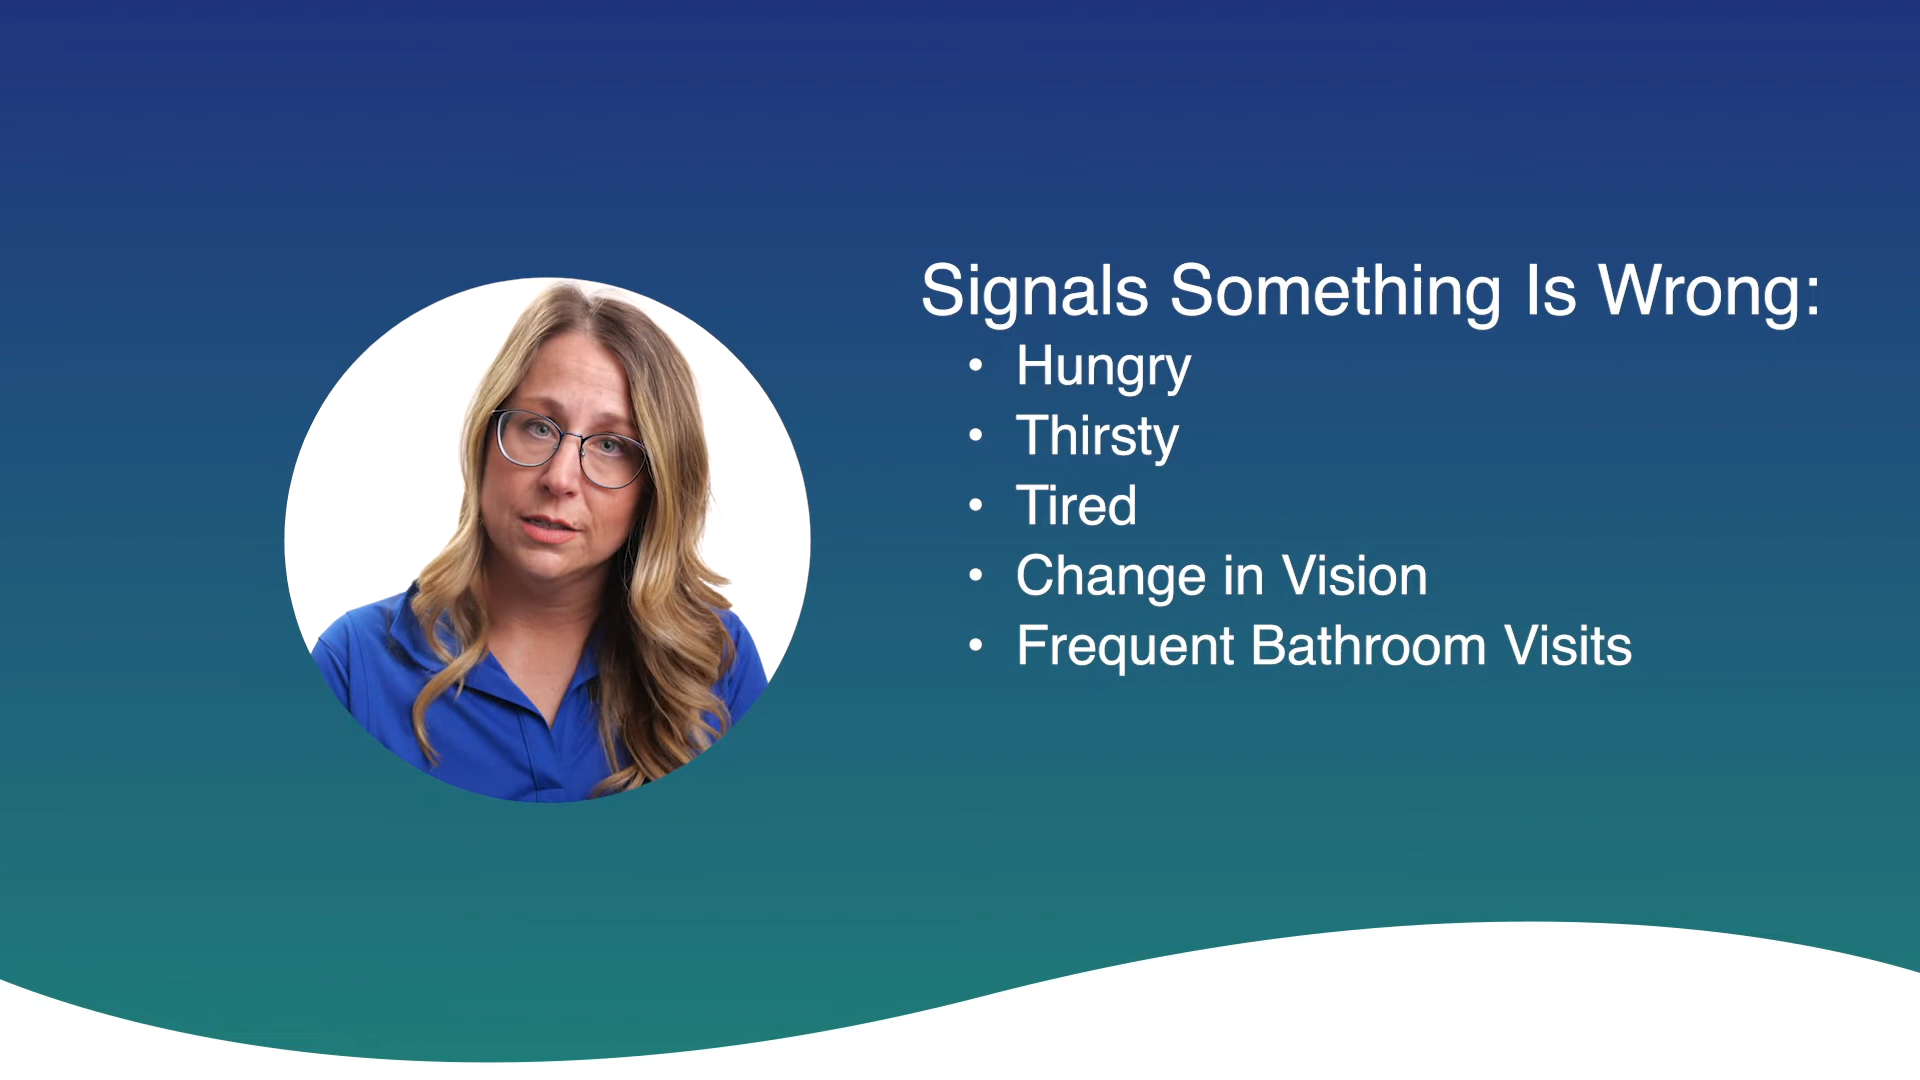 Signals Something Is Wrong:
• Hungry
• Thirsty
• Tired
• Change in Vision
• Frequent Bathroom Visits